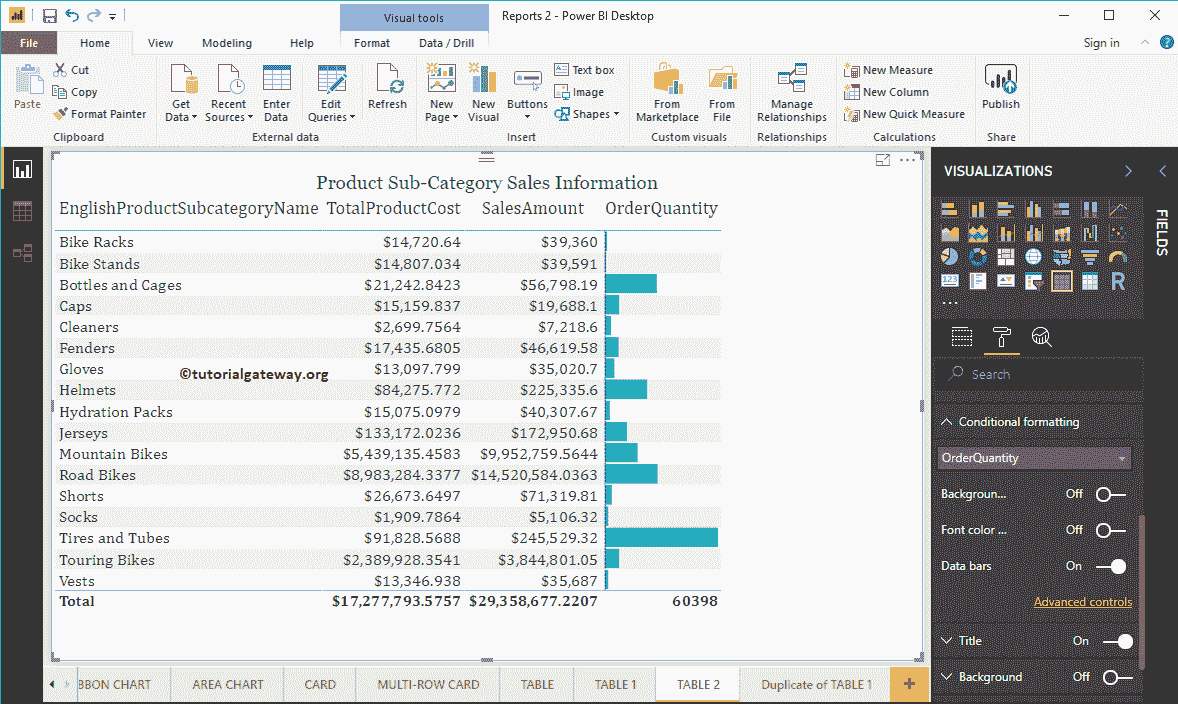 Visual tools
Reports 2 - Power BI Desktop
File Home View Modeling Help Format Data / Drill Sign in
Paste
Cut
Copy
Format Painter
Get Data
Recent Sources
Enter Data
Edit Queries
Refresh
New Page
New Visual
Buttons
Text box
Image
Shapes
From Marketplace
From File
Manage Relationships
New Measure
New Column
New Quick Measure
Publish
Clipboard External data Insert Custom visuals Relationships Calculations Share
Product Sub-Category Sales Information
EnglishProductSubcategoryName TotalProductCost SalesAmount OrderQuantity
Bike Racks $14,720.64 $39,360
Bike Stands $14,807.034 $39,591
Bottles and Cages $21,242.8423 $56,798.19
Caps $15,159.837 $19,688.1
Cleaners $2,699.7564 $7,218.6
Fenders $17,435.6805 $46,619.58
Gloves $13,097.799 $35,020.7
©tutorialgateway.org
Helmets $84,275.772 $225,335.6
Hydration Packs $15,075.0979 $40,307.67
Jerseys $133,172.0236 $172,950.68
Mountain Bikes $5,439,135.4583 $9,952,759.5644
Road Bikes $8,983,284.3377 $14,520,584.0363
Shorts $26,673.6497 $71,319.81
Socks $1,909.7864 $5,106.32
Tires and Tubes $91,828.5688 $245,529.32
Touring Bikes $2,389,928.3541 $3,844,801.05
Vests $13,346.938 $35,687
Total $17,277,793.5757 $29,358,677.2207 60398
VISUALIZATIONS
FIELDS
123
R
...
Search
Conditional formatting
OrderQuantity
Backgroun... Off
Font color ... Off
Data bars On
Advanced controls
Title On
Background Off
BBON CHART AREA CHART CARD MULTI-ROW CARD TABLE TABLE 1 TABLE 2 Duplicate of TABLE 1 +